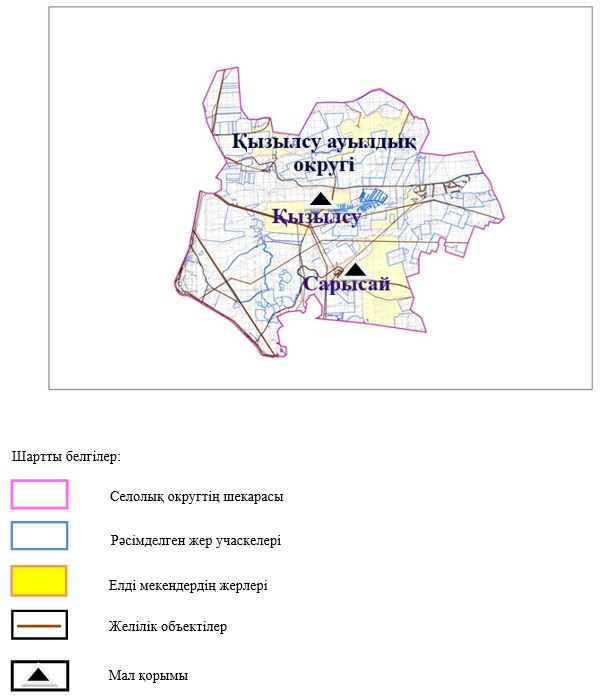 Қызылсу ауылдық
округі
Қызылсу
Сарысай
Шартты белгілер:
Селолық округтің шекарасы
Рәсімделген жер учаскелері
Елді мекендердің жерлері
Желілік объектілер
Мал қорымы